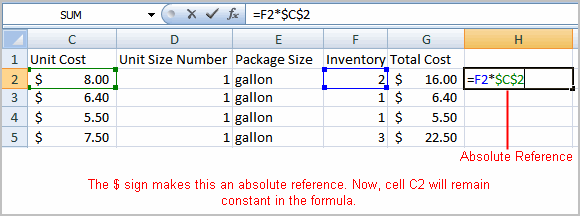 SUM =F2*$C$2
C D E F G H
1 Unit Cost Unit Size Number Package Size Inventory Total Cost
2 $ 8.00 1 gallon 2 $ 16.00 =F2*$C$2
3 $ 6.40 1 gallon 1 $ 6.40
4 $ 5.50 1 gallon 1 $ 5.50
5 $ 7.50 1 gallon 3 $ 22.50
Absolute Reference
The $ sign makes this an absolute reference. Now, cell C2 will remain
constant in the formula.